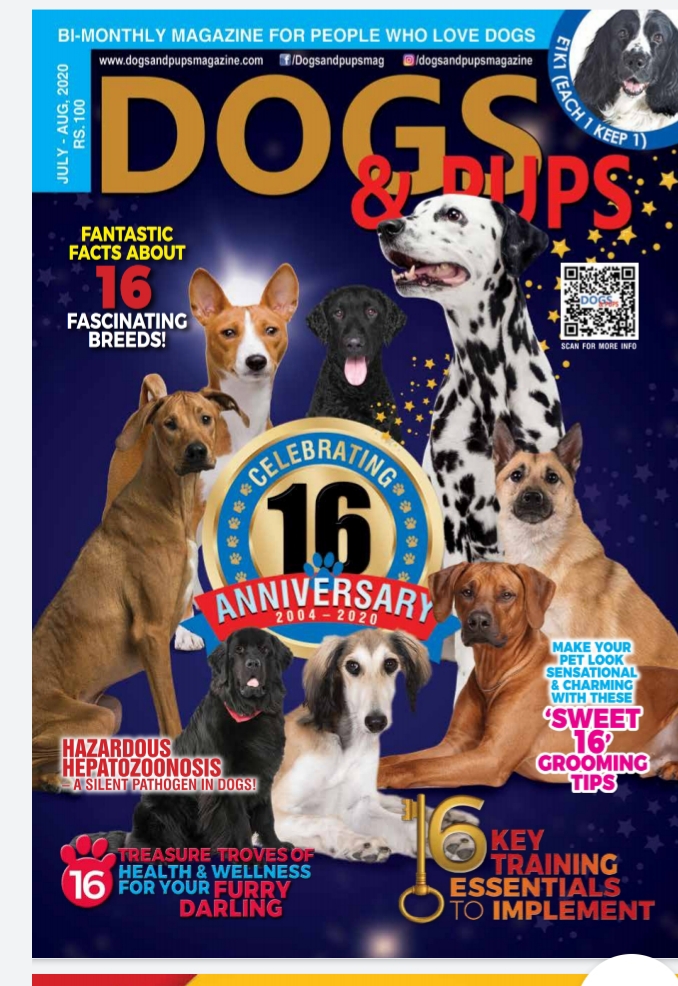 BI-MONTHLY MAGAZINE FOR PEOPLE WHO LOVE DOGS
www.dogsandpupsmagazine.com f/Dogsandpupsmag /dogsandpupsmagazine
JULY - AUG, 2020
RS. 100
E1K1 (EACH 1 KEEP 1)
DOGS
& PUPS
FANTASTIC
FACTS ABOUT
16
FASCINATING
BREEDS!
DOGS
SCAN FOR MORE INFO
CELEBRATING
16
ANNIVERSARY
2004 – 2020
MAKE YOUR
PET LOOK
SENSATIONAL
& CHARMING
WITH THESE
‘SWEET
16’
GROOMING
TIPS
HAZARDOUS
HEPATOZOONOSIS
– A SILENT PATHOGEN IN DOGS!
16
TREASURE TROVES OF
HEALTH & WELLNESS
FOR YOUR FURRY
DARLING
16 KEY
TRAINING
ESSENTIALS
TO IMPLEMENT